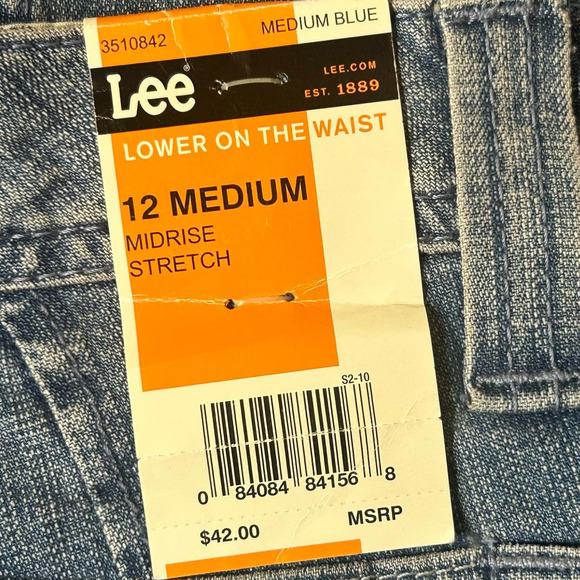 3510842 MEDIUM BLUE
Lee
LEE.COM
EST. 1889
LOWER ON THE WAIST
12 MEDIUM
MIDRISE
STRETCH
S2-10
0 84084 84156 8
$42.00 MSRP